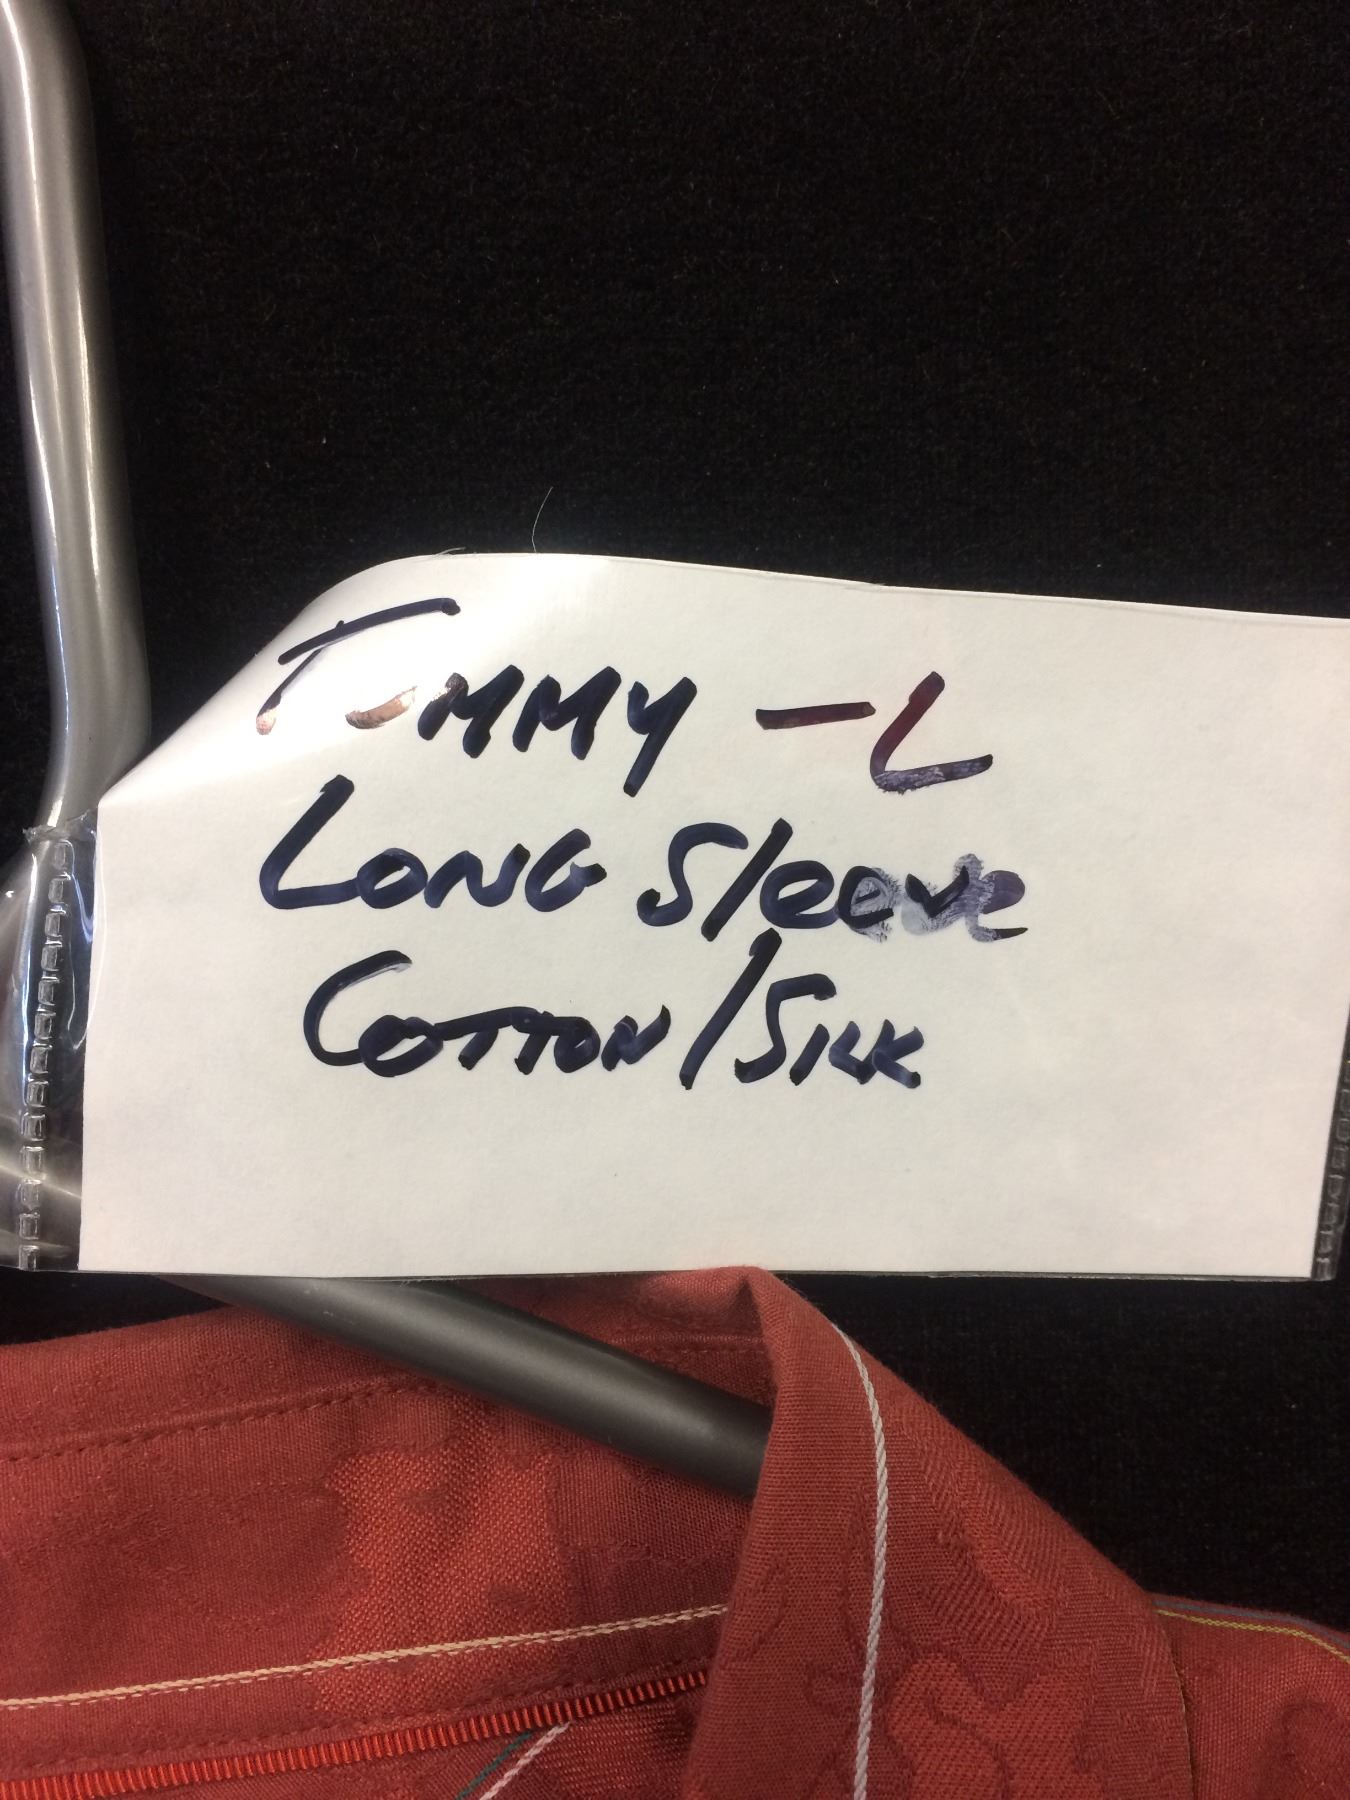 Tommy - L
Long Sleeve
Cotton/Silk